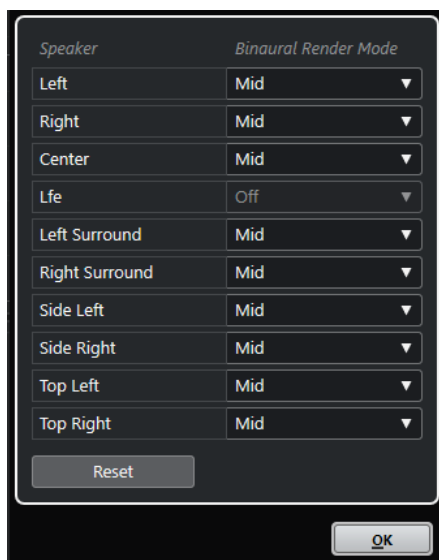 Speaker Binaural Render Mode
Left Mid
Right Mid
Center Mid
Lfe Off
Left Surround Mid
Right Surround Mid
Side Left Mid
Side Right Mid
Top Left Mid
Top Right Mid
Reset
OK